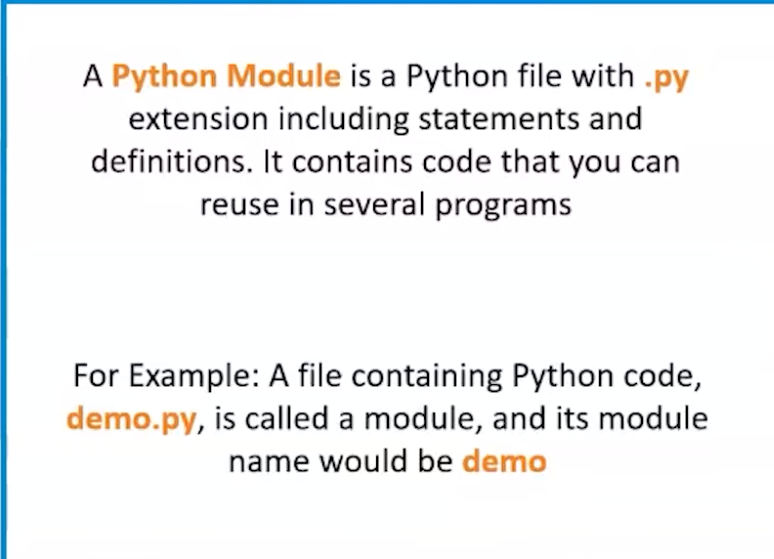 A Python Module is a Python file with .py
extension including statements and
definitions. It contains code that you can
reuse in several programs
For Example: A file containing Python code,
demo.py, is called a module, and its module
name would be demo